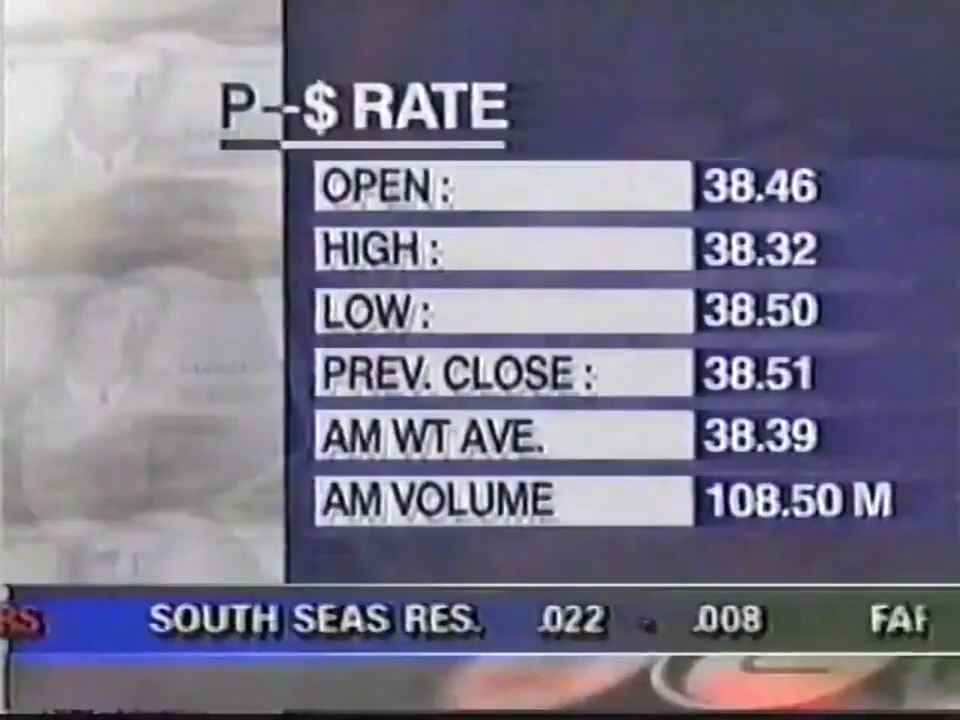 P--$ RATE
OPEN : 38.46
HIGH : 38.32
LOW : 38.50
PREV. CLOSE : 38.51
AM WT AVE. 38.39
AM VOLUME 108.50 M
RS SOUTH SEAS RES. .022 - .008